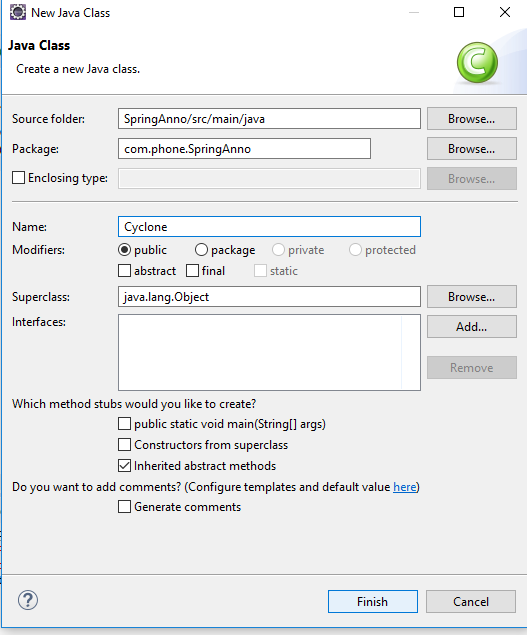 New Java Class
Java Class
Create a new Java class.
C
Source folder: SpringAnno/src/main/java Browse...
Package: com.phone.SpringAnno Browse...
Enclosing type: Browse...
Name: Cyclone
Modifiers: public package private protected
abstract final static
Superclass: java.lang.Object Browse...
Interfaces: Add...
Remove
Which method stubs would you like to create?
public static void main(String[] args)
Constructors from superclass
Inherited abstract methods
Do you want to add comments? (Configure templates and default value here)
Generate comments
? Finish Cancel